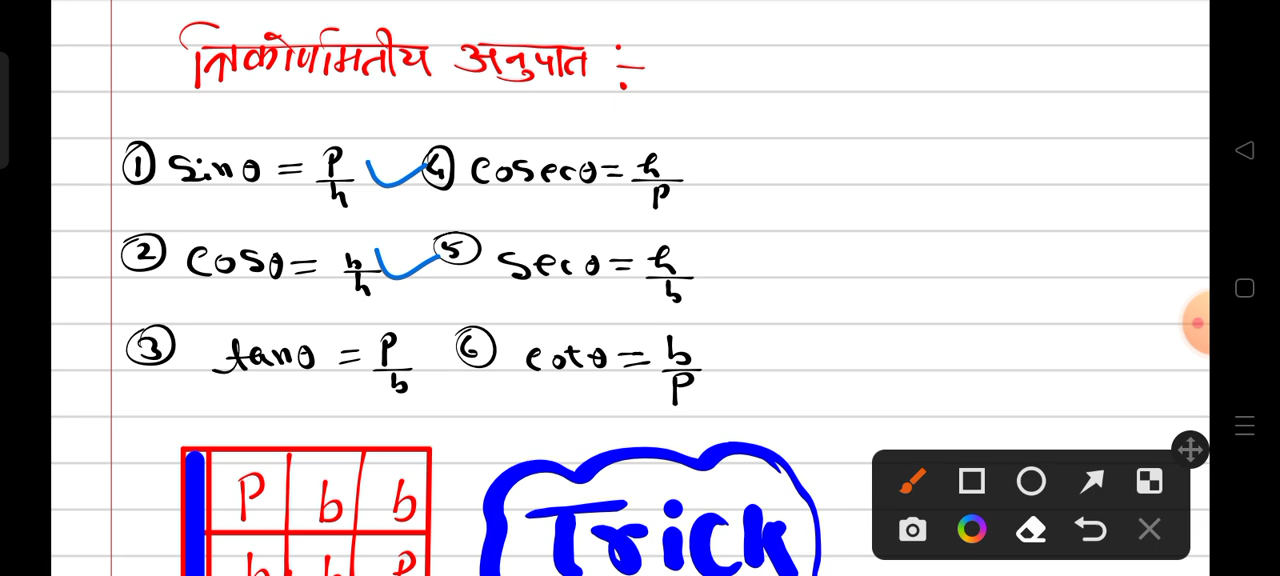 त्रिकोणमितीय अनुपात :-
① sinθ = P/h ④ cosecθ = h/P
② cosθ = b/h ⑤ secθ = h/b
③ tanθ = P/b ⑥ cotθ = b/P
P b b
Trick